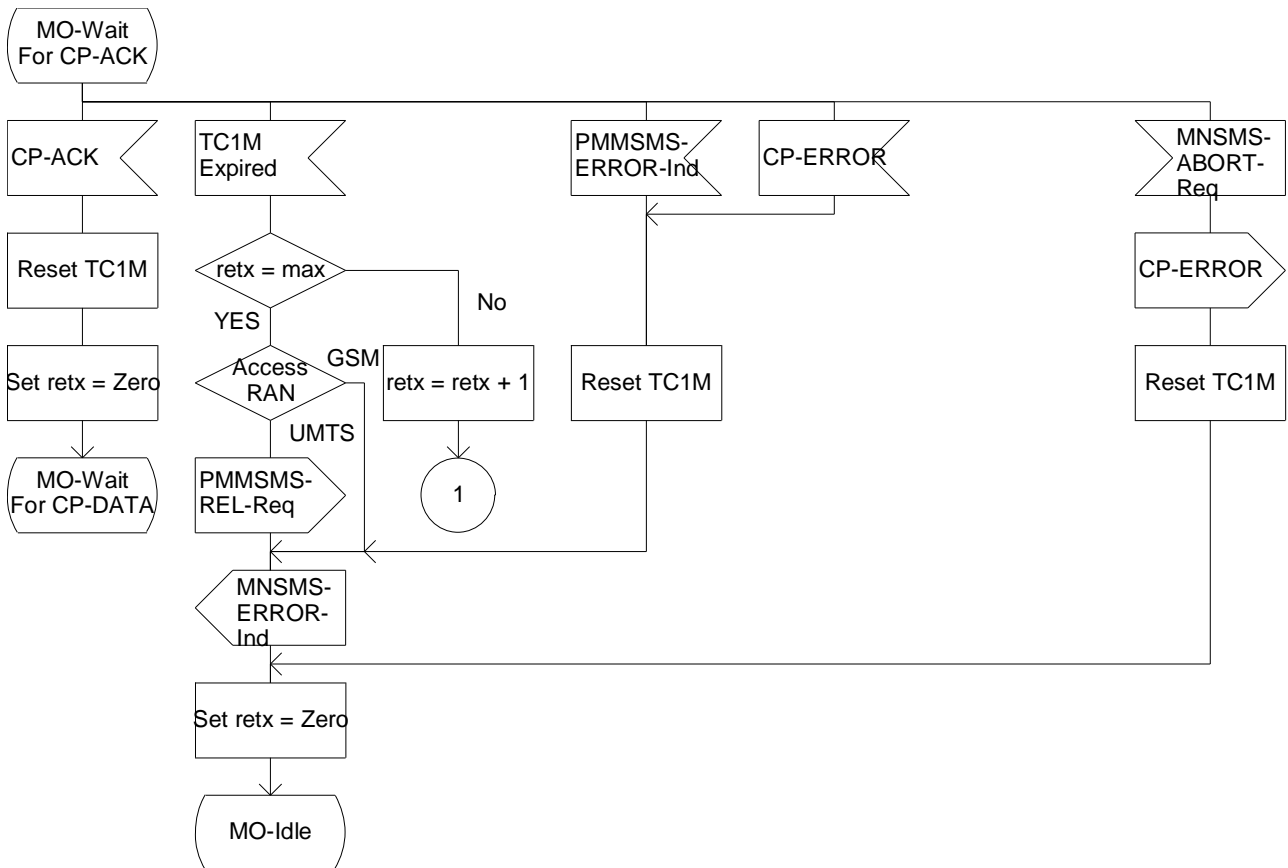 MO-Wait
For CP-ACK
CP-ACK
TC1M
Expired
PMMSMS-
ERROR-Ind
CP-ERROR
MNSMS-
ABORT-
Req
Reset TC1M
retx = max
CP-ERROR
No
YES
Set retx = Zero
Access
RAN
GSM
retx = retx + 1
Reset TC1M
Reset TC1M
UMTS
MO-Wait
For CP-DATA
PMMSMS-
REL-Req
1
MNSMS-
ERROR-
Ind
Set retx = Zero
MO-Idle